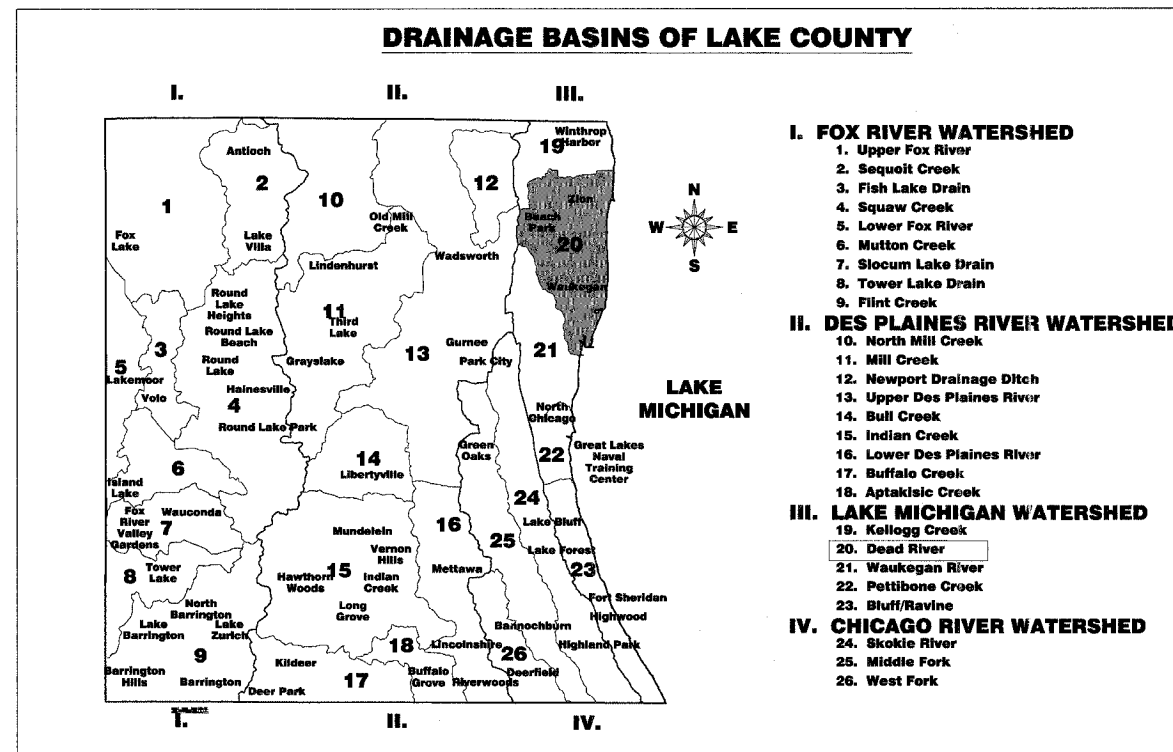 DRAINAGE BASINS OF LAKE COUNTY
I.
II.
III.
Winthrop
Harbor
19
Antioch
2
12
Zion
1
10
Old Mill
Creek
Beach
Park
20
Fox
Lake
Lake
Villa
Wadsworth
Lindenhurst
Waukegan
Round
Lake
Heights
11
Third
Lake
Round Lake
Beach
Gurnee
3
13
21
Park City
5
Lakemoor
Round
Lake
Grayslake
Volo
Hainesville
4
Round Lake Park
North
Chicago
LAKE
MICHIGAN
Green
Oaks
22
Great Lakes
Naval
Training
Center
6
14
Libertyville
Island
Lake
24
Fox
River
Valley
Gardens
Wauconda
7
Mundelein
16
Lake Bluff
25
Vernon
Hills
Lake Forest
8
Tower
Lake
15
Hawthorn
Woods
Indian
Creek
Mettawa
23
Long
Grove
Fort Sheridan
North
Barrington
Highwood
Lake
Barrington
Lake
Zurich
Bannochburn
18
Lincolnshire
Highland Park
9
26
Barrington
Hills
Kildeer
Buffalo
Grove
Riverwoods
Deerfield
Barrington
Deer Park
17
I.
II.
IV.
N
W
E
S
I. FOX RIVER WATERSHED
1. Upper Fox River
2. Sequoit Creek
3. Fish Lake Drain
4. Squaw Creek
5. Lower Fox River
6. Mutton Creek
7. Slocum Lake Drain
8. Tower Lake Drain
9. Flint Creek
II. DES PLAINES RIVER WATERSHED
10. North Mill Creek
11. Mill Creek
12. Newport Drainage Ditch
13. Upper Des Plaines River
14. Bull Creek
15. Indian Creek
16. Lower Des Plaines River
17. Buffalo Creek
18. Aptakisic Creek
III. LAKE MICHIGAN WATERSHED
19. Kellogg Creek
20. Dead River
21. Waukegan River
22. Pettibone Creek
23. Bluff/Ravine
IV. CHICAGO RIVER WATERSHED
24. Skokie River
25. Middle Fork
26. West Fork